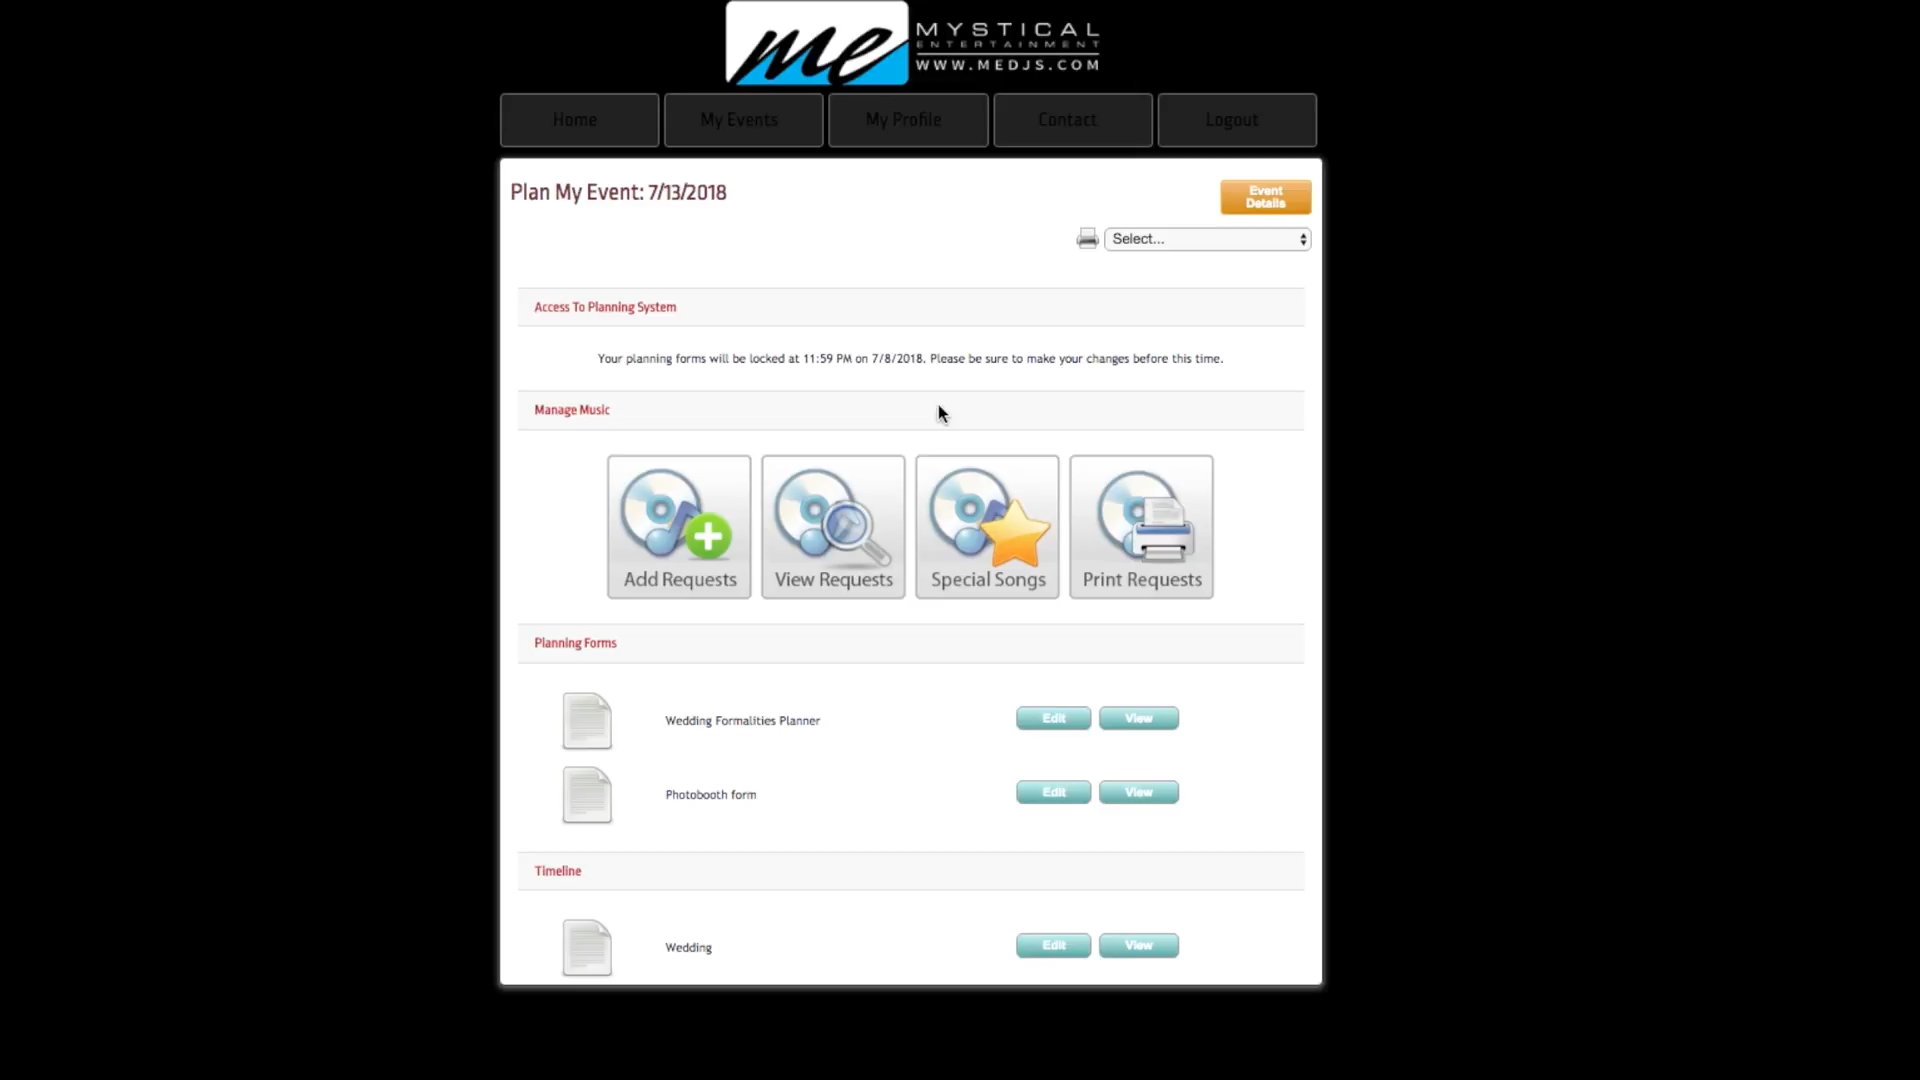 me
MYSTICAL
ENTERTAINMENT
WWW.MEDJS.COM
Home
My Events
My Profile
Contact
Logout
Plan My Event: 7/13/2018
Event
Details
Select...
Access To Planning System
Your planning forms will be locked at 11:59 PM on 7/8/2018. Please be sure to make your changes before this time.
Manage Music
Add Requests
View Requests
Special Songs
Print Requests
Planning Forms
Wedding Formalities Planner
Edit
View
Photobooth form
Edit
View
Timeline
Wedding
Edit
View